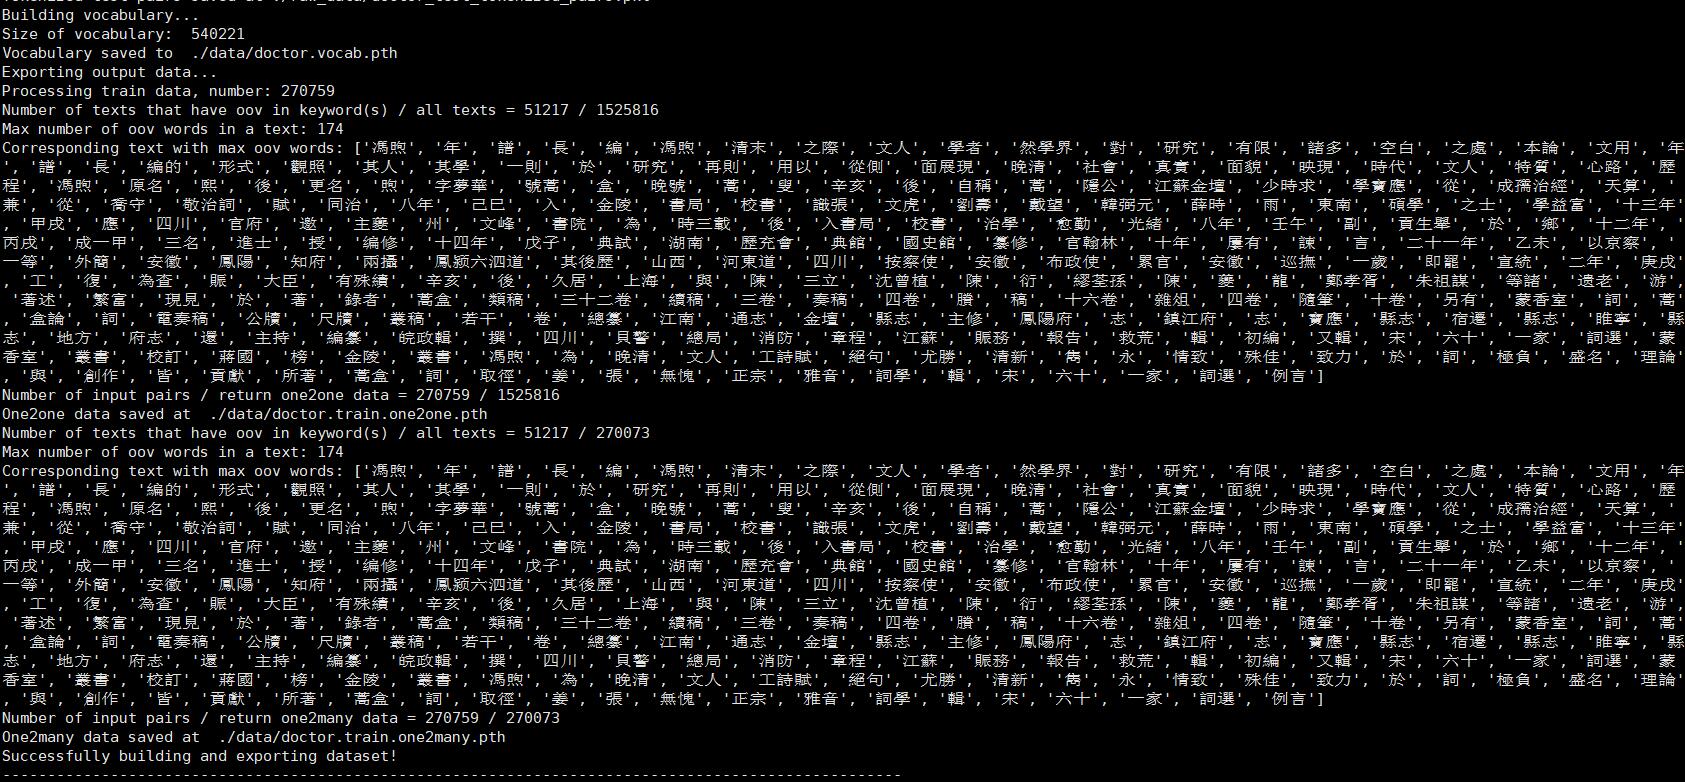 Building vocabulary...
Size of vocabulary:  540221
Vocabulary saved to  ./data/doctor.vocab.pth
Exporting output data...
Processing train data, number: 270759
Number of texts that have oov in keyword(s) / all texts = 51217 / 1525816
Max number of oov words in a text: 174
Corresponding text with max oov words: ['馮煦', '年', '譜', '長', '編', '馮煦', '清末', '之際', '文人', '學者', '然學界', '對', '研究', '有限', '諸多', '空白', '之處', '本論', '文用', '年
', '譜', '長', '編的', '形式', '觀照', '其人', '其學', '一則', '於', '研究', '再則', '用以', '從側', '面展現', '晚清', '社會', '真實', '面貌', '映現', '時代', '文人', '特質', '心路', '歷
程', '馮煦', '原名', '熙', '後', '更名', '煦', '字夢華', '號蒿', '盒', '晚號', '蒿', '叟', '辛亥', '後', '自稱', '蒿', '隱公', '江蘇金壇', '少時求', '學寶應', '從', '成孺治經', '天算', '
兼', '從', '喬守', '敬治詞', '賦', '同治', '八年', '己巳', '入', '金陵', '書局', '校書', '識張', '文虎', '劉壽', '戴望', '韓弼元', '薛時', '雨', '東南', '碩學', '之士', '學益富', '十三年'
, '甲戌', '應', '四川', '官府', '邀', '主夔', '州', '文峰', '書院', '為', '時三載', '後', '入書局', '校書', '治學', '愈勤', '光緒', '八年', '壬午', '副', '貢生舉', '於', '鄉', '十二年', '
丙戌', '成一甲', '三名', '進士', '授', '編修', '十四年', '戊子', '典試', '湖南', '歷充會', '典館', '國史館', '纂修', '官翰林', '十年', '屢有', '諫', '言', '二十一年', '乙未', '以京察', '
一等', '外簡', '安徽', '鳳陽', '知府', '兩攝', '鳳颍六泗道', '其後歷', '山西', '河東道', '四川', '按察使', '安徽', '布政使', '累官', '安徽', '巡撫', '一歲', '即罷', '宣統', '二年', '庚戌'
, '工', '復', '為查', '賑', '大臣', '有殊績', '辛亥', '後', '久居', '上海', '與', '陳', '三立', '沈曾植', '陳', '衍', '繆荃孫', '陳', '夔', '龍', '鄭孝胥', '朱祖謀', '等諸', '遗老', '游',
 '著述', '繁富', '現見', '於', '著', '錄者', '蒿盒', '類稿', '三十二卷', '續稿', '三卷', '奏稿', '四卷', '賸', '稿', '十六卷', '雜俎', '四卷', '隨筆', '十卷', '另有', '蒙香室', '詞', '蒿'
, '盒論', '詞', '電奏稿', '公牘', '尺牘', '叢稿', '若干', '卷', '總纂', '江南', '通志', '金壇', '縣志', '主修', '鳳陽府', '志', '鎮江府', '志', '寶應', '縣志', '宿遷', '縣志', '睢寧', '縣
志', '地方', '府志', '還', '主持', '編纂', '皖政輯', '撰', '四川', '貝警', '總局', '消防', '章程', '江蘇', '賑務', '報告', '救荒', '輯', '初編', '又輯', '宋', '六十', '一家', '詞選', '蒙
香室', '叢書', '校訂', '蔣國', '榜', '金陵', '叢書', '馮煦', '為', '晚清', '文人', '工詩賦', '絕句', '尤勝', '清新', '雋', '永', '情致', '殊佳', '致力', '於', '詞', '極負', '盛名', '理論'
, '與', '創作', '皆', '貢獻', '所著', '蒿盒', '詞', '取徑', '姜', '張', '無愧', '正宗', '雅音', '詞學', '輯', '宋', '六十', '一家', '詞選', '例言']
Number of input pairs / return one2one data = 270759 / 1525816
One2one data saved at  ./data/doctor.train.one2one.pth
Number of texts that have oov in keyword(s) / all texts = 51217 / 270073
Max number of oov words in a text: 174
Corresponding text with max oov words: ['馮煦', '年', '譜', '長', '編', '馮煦', '清末', '之際', '文人', '學者', '然學界', '對', '研究', '有限', '諸多', '空白', '之處', '本論', '文用', '年
', '譜', '長', '編的', '形式', '觀照', '其人', '其學', '一則', '於', '研究', '再則', '用以', '從側', '面展現', '晚清', '社會', '真實', '面貌', '映現', '時代', '文人', '特質', '心路', '歷
程', '馮煦', '原名', '熙', '後', '更名', '煦', '字夢華', '號蒿', '盒', '晚號', '蒿', '叟', '辛亥', '後', '自稱', '蒿', '隱公', '江蘇金壇', '少時求', '學寶應', '從', '成孺治經', '天算', '
兼', '從', '喬守', '敬治詞', '賦', '同治', '八年', '己巳', '入', '金陵', '書局', '校書', '識張', '文虎', '劉壽', '戴望', '韓弼元', '薛時', '雨', '東南', '碩學', '之士', '學益富', '十三年'
, '甲戌', '應', '四川', '官府', '邀', '主夔', '州', '文峰', '書院', '為', '時三載', '後', '入書局', '校書', '治學', '愈勤', '光緒', '八年', '壬午', '副', '貢生舉', '於', '鄉', '十二年', '
丙戌', '成一甲', '三名', '進士', '授', '編修', '十四年', '戊子', '典試', '湖南', '歷充會', '典館', '國史館', '纂修', '官翰林', '十年', '屢有', '諫', '言', '二十一年', '乙未', '以京察', '
一等', '外簡', '安徽', '鳳陽', '知府', '兩攝', '鳳颍六泗道', '其後歷', '山西', '河東道', '四川', '按察使', '安徽', '布政使', '累官', '安徽', '巡撫', '一歲', '即罷', '宣統', '二年', '庚戌'
, '工', '復', '為查', '賑', '大臣', '有殊績', '辛亥', '後', '久居', '上海', '與', '陳', '三立', '沈曾植', '陳', '衍', '繆荃孫', '陳', '夔', '龍', '鄭孝胥', '朱祖謀', '等諸', '遗老', '游',
 '著述', '繁富', '現見', '於', '著', '錄者', '蒿盒', '類稿', '三十二卷', '續稿', '三卷', '奏稿', '四卷', '賸', '稿', '十六卷', '雜俎', '四卷', '隨筆', '十卷', '另有', '蒙香室', '詞', '蒿'
, '盒論', '詞', '電奏稿', '公牘', '尺牘', '叢稿', '若干', '卷', '總纂', '江南', '通志', '金壇', '縣志', '主修', '鳳陽府', '志', '鎮江府', '志', '寶應', '縣志', '宿遷', '縣志', '睢寧', '縣
志', '地方', '府志', '還', '主持', '編纂', '皖政輯', '撰', '四川', '貝警', '總局', '消防', '章程', '江蘇', '賑務', '報告', '救荒', '輯', '初編', '又輯', '宋', '六十', '一家', '詞選', '蒙
香室', '叢書', '校訂', '蔣國', '榜', '金陵', '叢書', '馮煦', '為', '晚清', '文人', '工詩賦', '絕句', '尤勝', '清新', '雋', '永', '情致', '殊佳', '致力', '於', '詞', '極負', '盛名', '理論'
, '與', '創作', '皆', '貢獻', '所著', '蒿盒', '詞', '取徑', '姜', '張', '無愧', '正宗', '雅音', '詞學', '輯', '宋', '六十', '一家', '詞選', '例言']
Number of input pairs / return one2many data = 270759 / 270073
One2many data saved at  ./data/doctor.train.one2many.pth
Successfully building and exporting dataset!
---------------------------------------------------------------------------------------------------